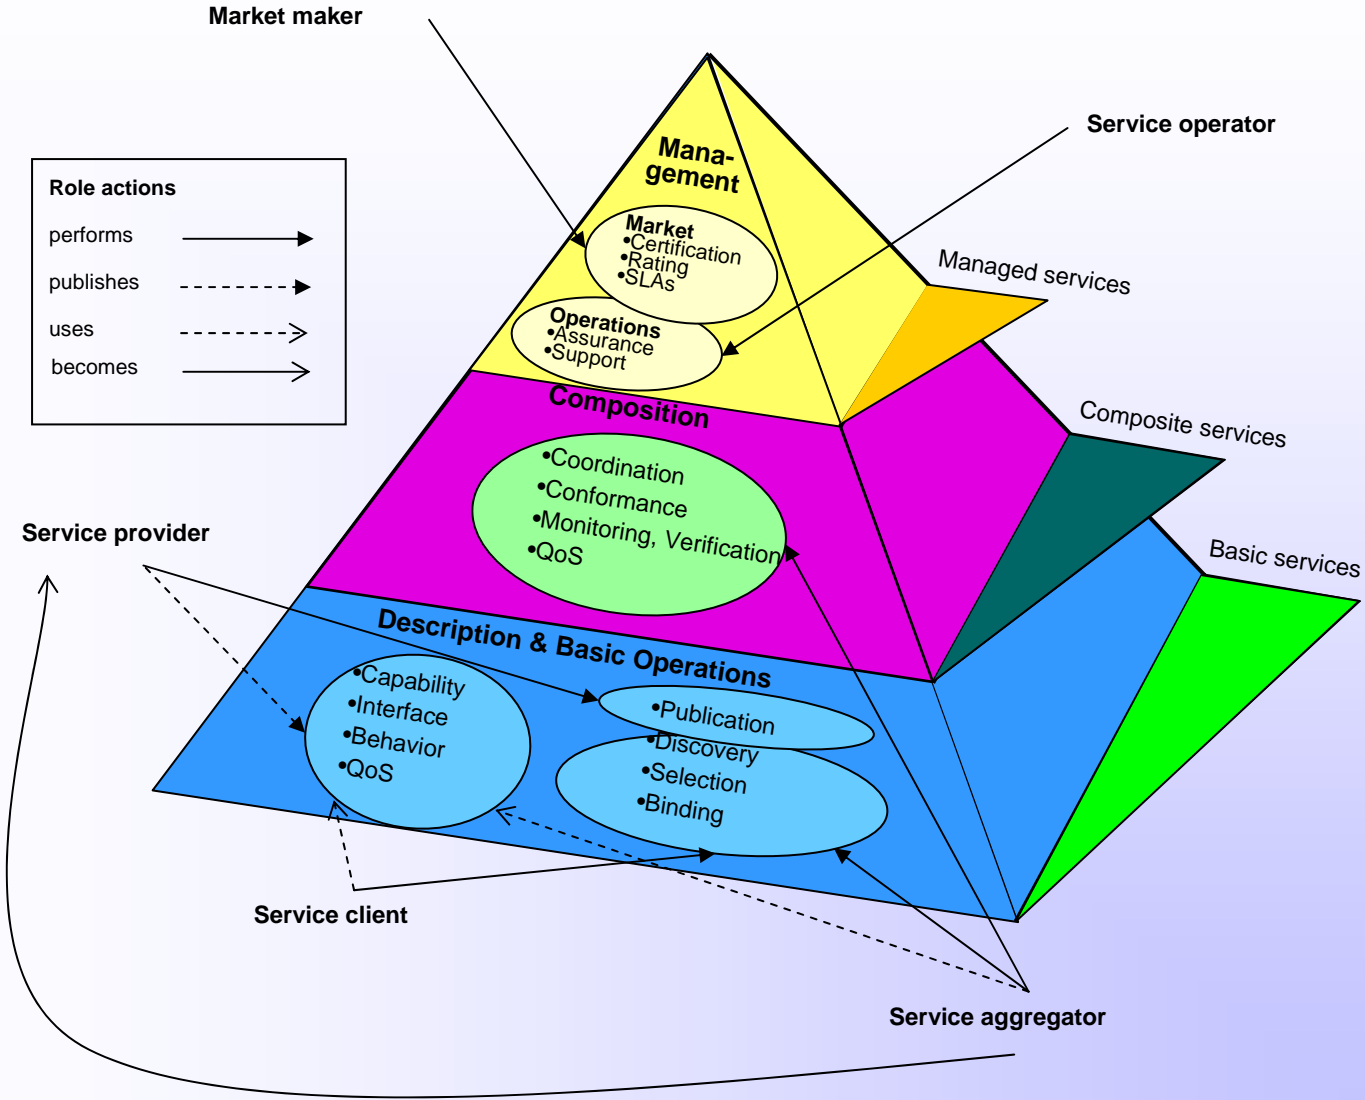 Market maker
Service operator
Role actions
performs
publishes
uses
becomes
Mana-
gement
Market
•Certification
•Rating
•SLAs
Operations
•Assurance
•Support
Managed services
Composition
•Coordination
•Conformance
•Monitoring, Verification
•QoS
Composite services
Service provider
Basic services
Description & Basic Operations
•Capability
•Interface
•Behavior
•QoS
•Publication
•Discovery
•Selection
•Binding
Service client
Service aggregator